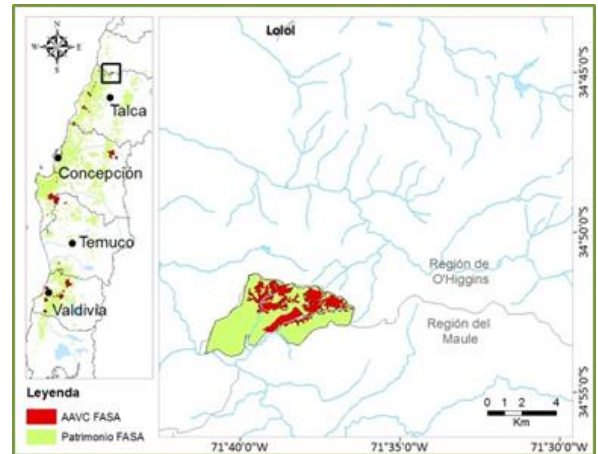 N
W E
S
Talca
Concepción
Temuco
Valdivia
Leyenda
AAVC FASA
Patrimonio FASA
Lolol
Región de
O'Higgins
Región del
Maule
0 1 2 4
Km
34°45'0"S
34°50'0"S
34°55'0"S
71°40'0"W 71°35'0"W 71°30'0"W